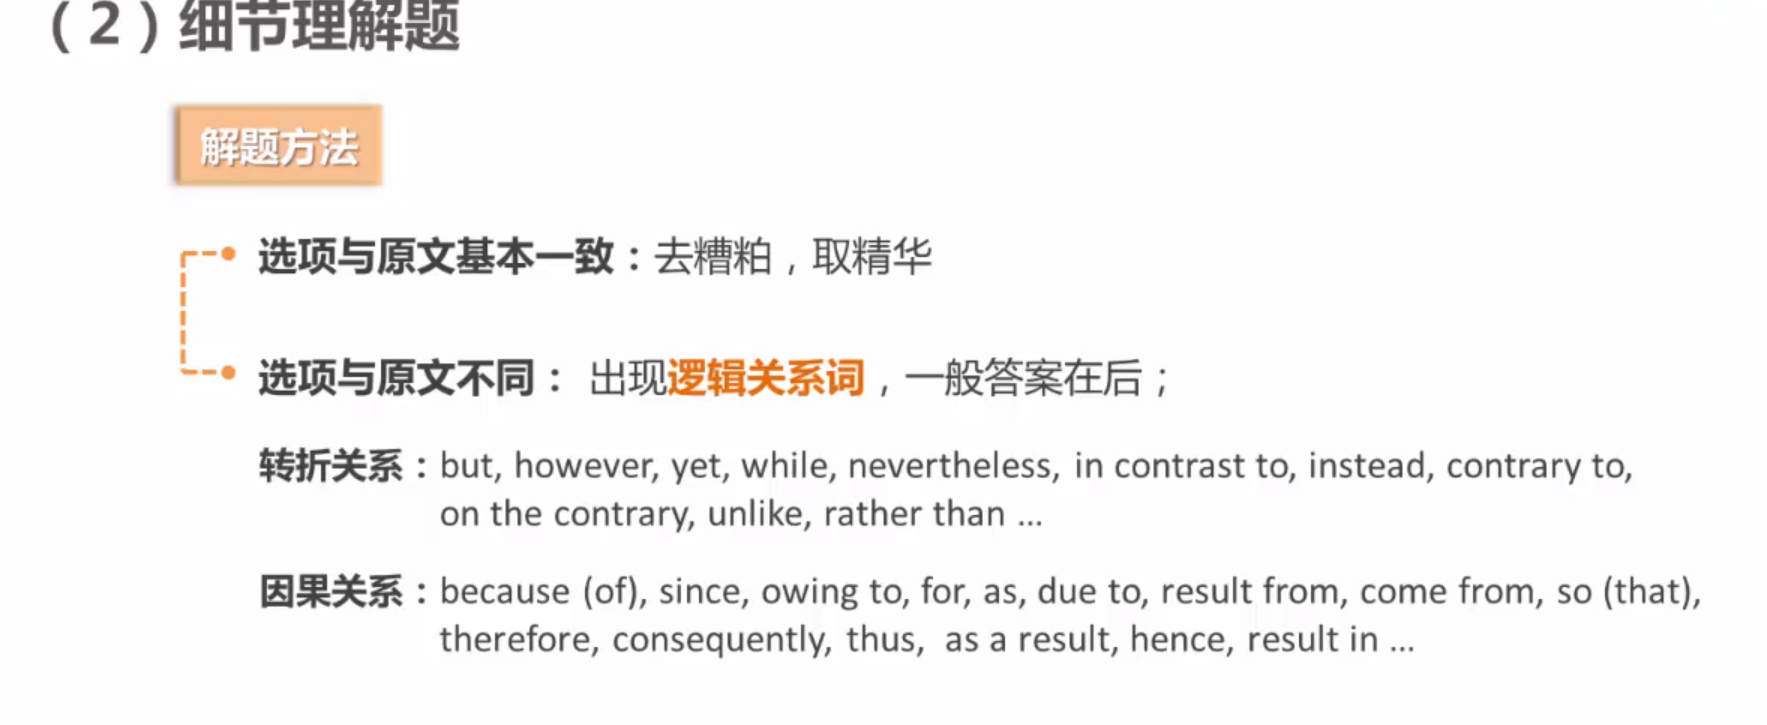 （2）细节理解题
解题方法
选项与原文基本一致：去糟粕，取精华
选项与原文不同： 出现逻辑关系词，一般答案在后；
转折关系：but, however, yet, while, nevertheless, in contrast to, instead, contrary to,
on the contrary, unlike, rather than ...
因果关系：because (of), since, owing to, for, as, due to, result from, come from, so (that),
therefore, consequently, thus, as a result, hence, result in ...